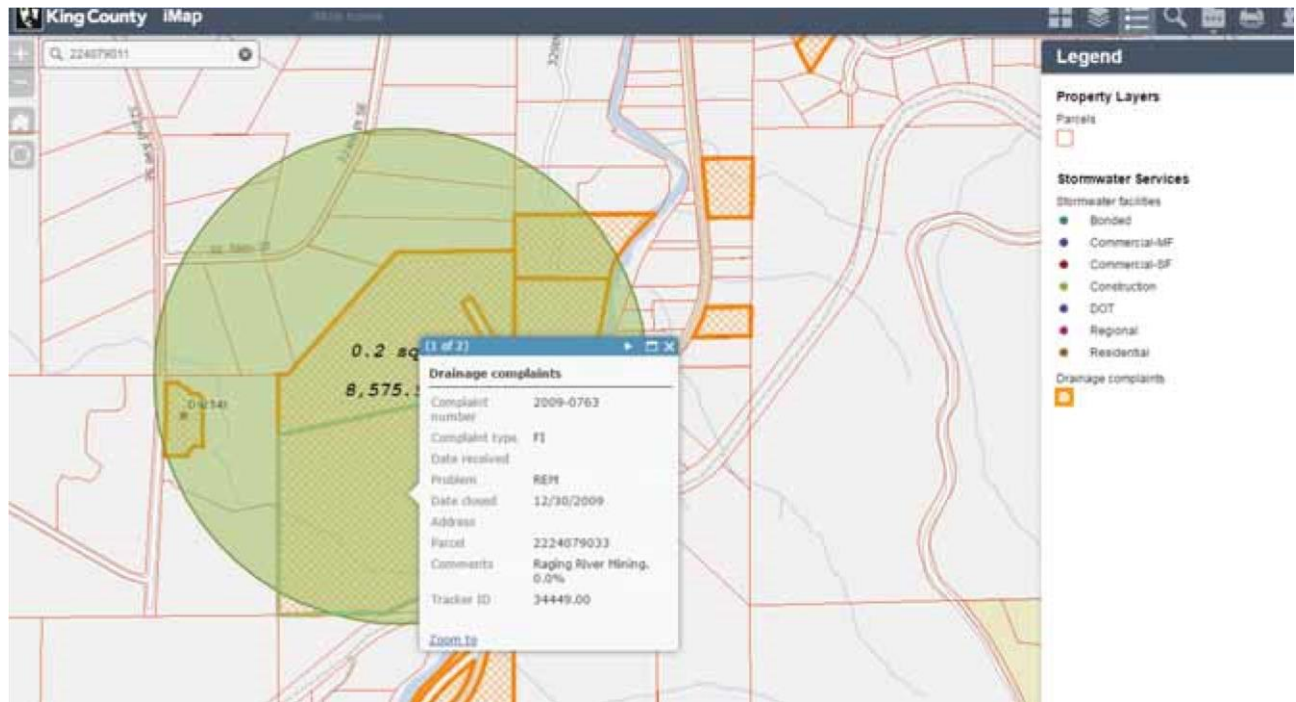 King County iMap
224079011
Legend
Property Layers
Parcels
Stormwater Services
Stormwater facilities
Bonded
Commercial-MF
Commercial-SF
Construction
DOT
Regional
Residential
Drainage complaints
0.2 sq
8,575.
(1 of 2)
Drainage complaints
Complaint number 2009-0763
Complaint type FI
Date received
Problem REM
Date closed 12/30/2009
Address
Parcel 2224079033
Comments Raging River Mining.
0.0%
Tracker ID 34449.00
Zoom to